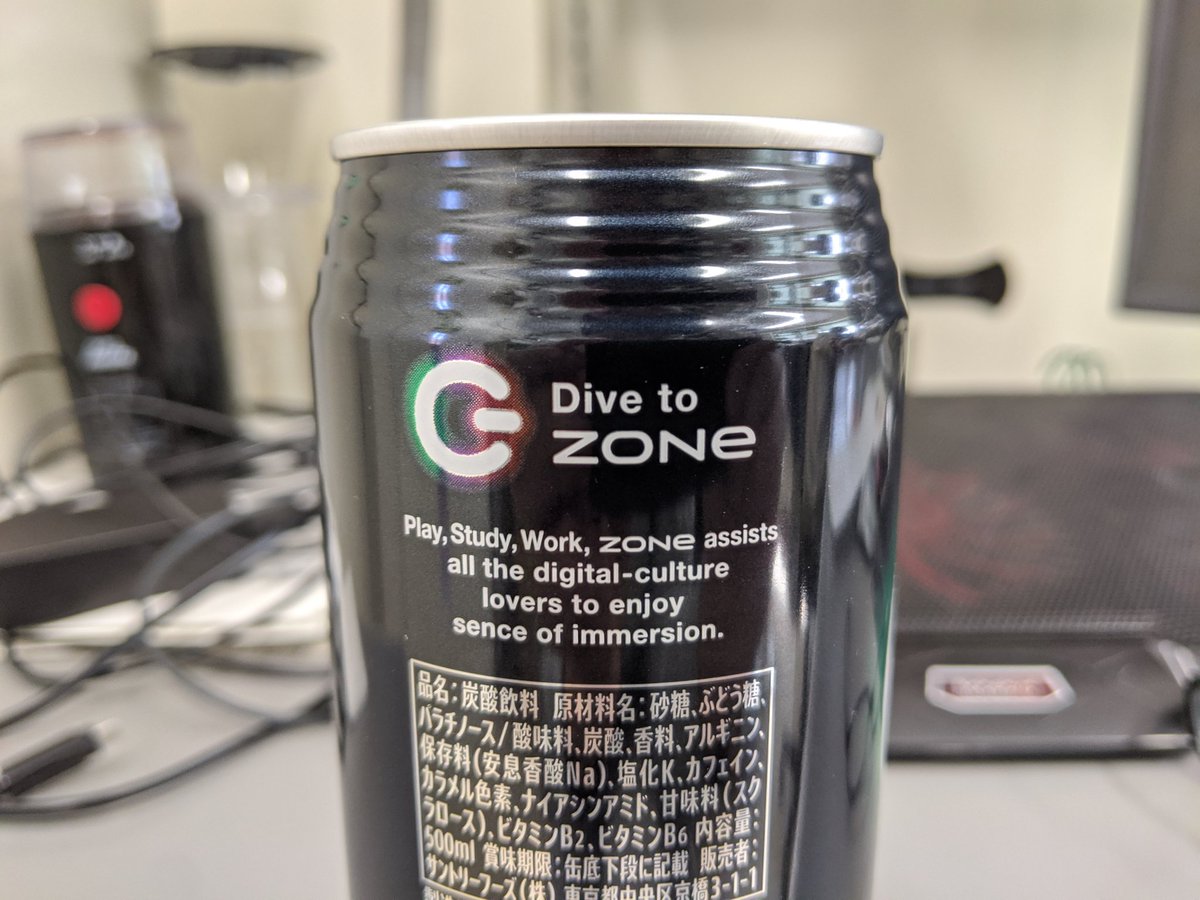 Dive to
ZONe
Play, Study, Work, ZONe assists
all the digital-culture
lovers to enjoy
sence of immersion.
品名:炭酸飲料 原材料名:砂糖、ぶどう糖、
パラチノース/酸味料、炭酸、香料、アルギニン、
保存料(安息香酸Na)、塩化K、カフェイン、
カラメル色素、ナイアシンアミド、甘味料(スク
ラロース)、ビタミンB2、ビタミンB6 内容量:
500ml 賞味期限:缶底下段に記載 販売者:
サントリーフーズ(株) 東京都中央区京橋3-1-1